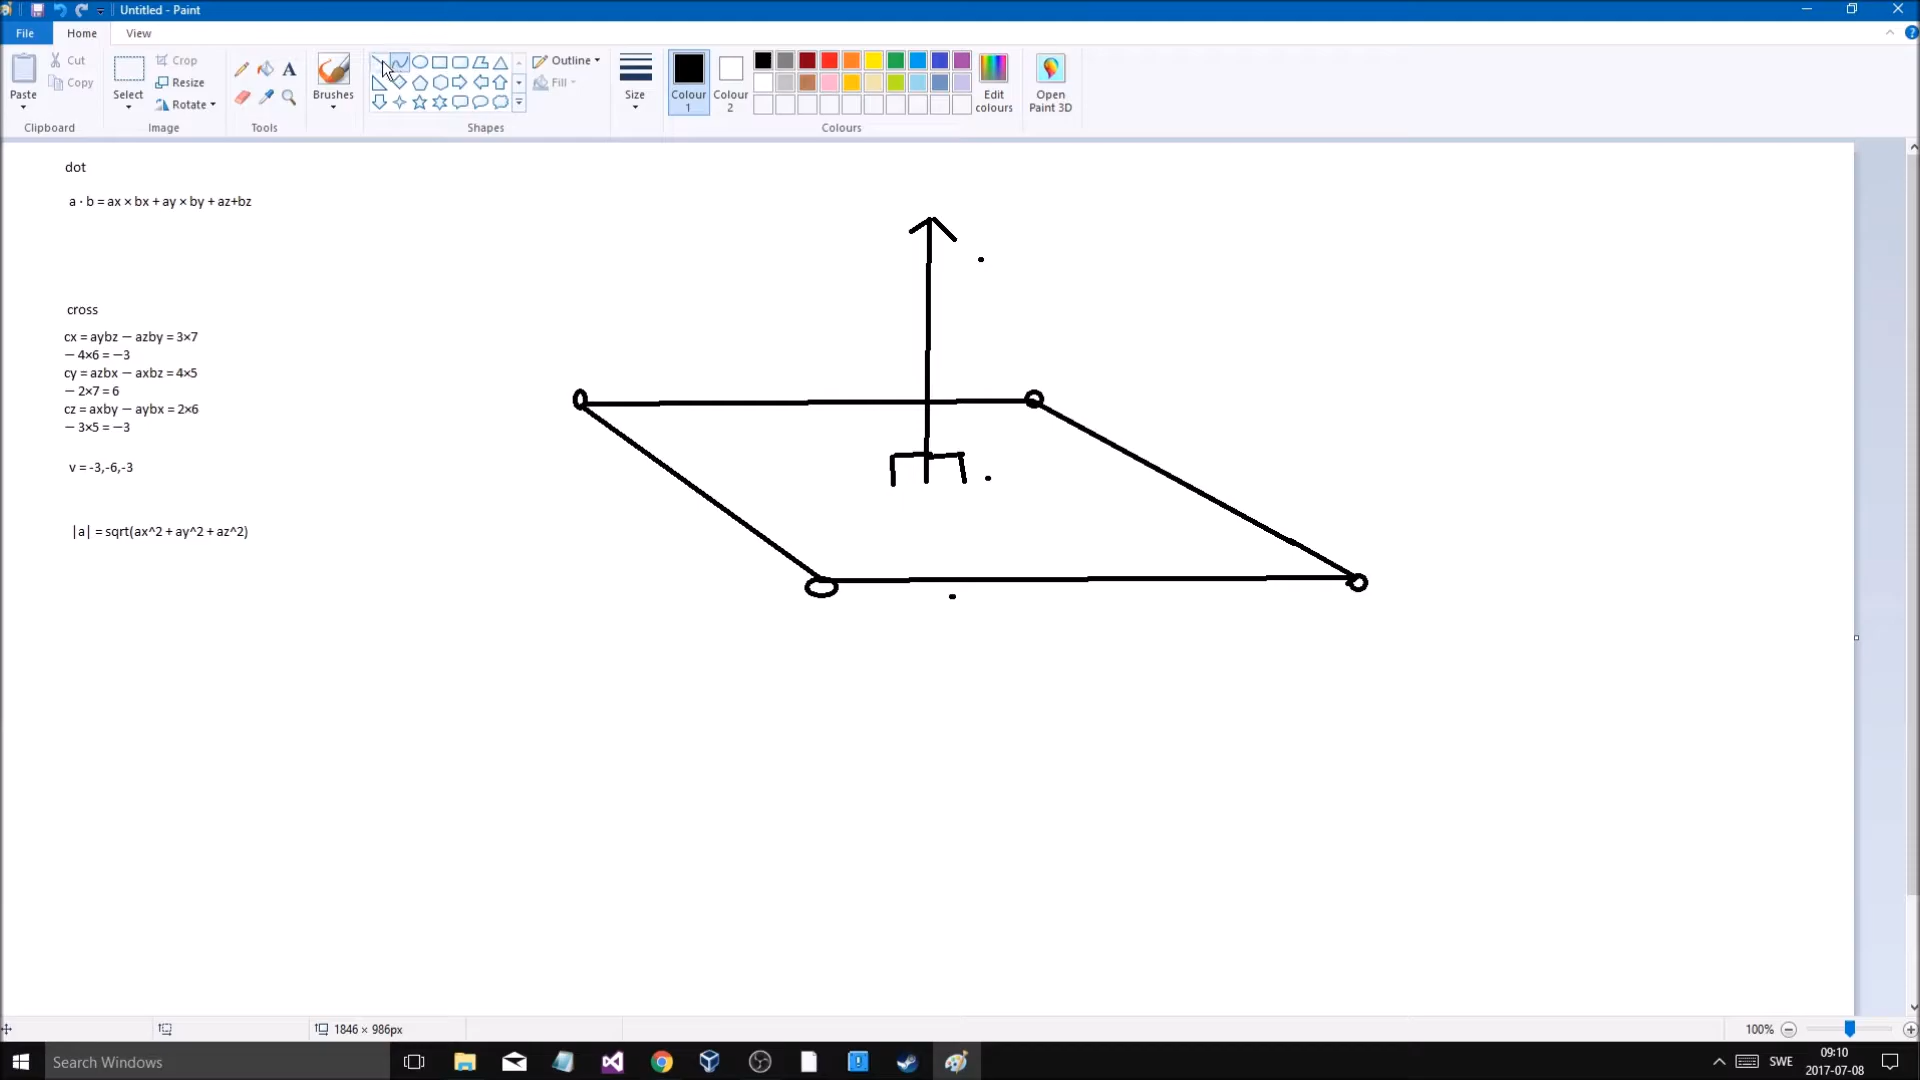 Untitled - Paint
File
Home
View
Paste
Cut
Copy
Clipboard
Select
Crop
Resize
Rotate
Image
Tools
Brushes
Shapes
Outline
Fill
Size
Colour 1
Colour 2
Edit colours
Colours
Open Paint 3D
dot
a · b = ax × bx + ay × by + az+bz
cross
cx = aybz − azby = 3×7
− 4×6 = −3
cy = azbx − axbz = 4×5
− 2×7 = 6
cz = axby − aybx = 2×6
− 3×5 = −3
v = -3,-6,-3
|a| = sqrt(ax^2 + ay^2 + az^2)
1846 × 986px
100%
Search Windows
SWE
09:10
2017-07-08